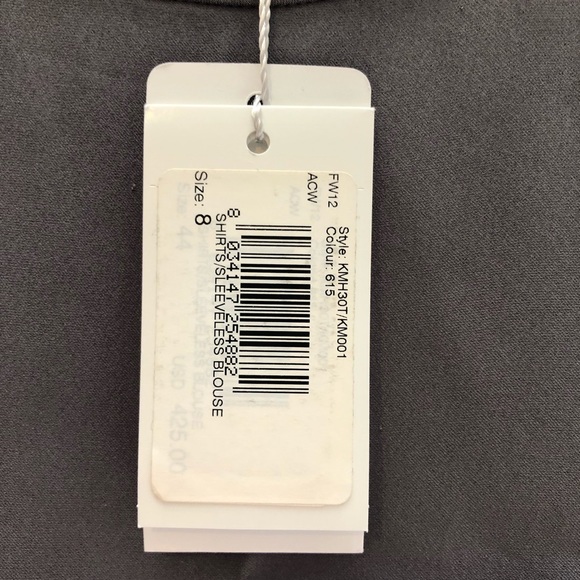 FW12 Style: KMH30T/KM001
ACW Colour: 615
8 034147 254882
SHIRTS/SLEEVELESS BLOUSE
Size: 8
Size: 44
USD 425.00